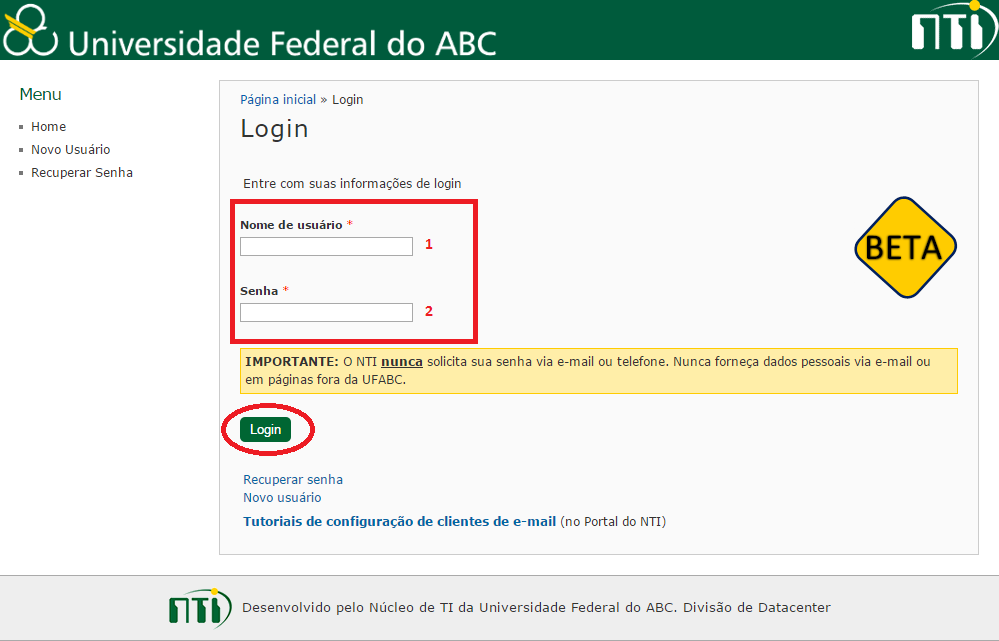 Universidade Federal do ABC
NTI
Menu
Home
Novo Usuário
Recuperar Senha
Página inicial » Login
Login
Entre com suas informações de login
Nome de usuário *
1
Senha *
2
BETA
IMPORTANTE: O NTI nunca solicita sua senha via e-mail ou telefone. Nunca forneça dados pessoais via e-mail ou
em páginas fora da UFABC.
Login
Recuperar senha
Novo usuário
Tutoriais de configuração de clientes de e-mail (no Portal do NTI)
NTI Desenvolvido pelo Núcleo de TI da Universidade Federal do ABC. Divisão de Datacenter